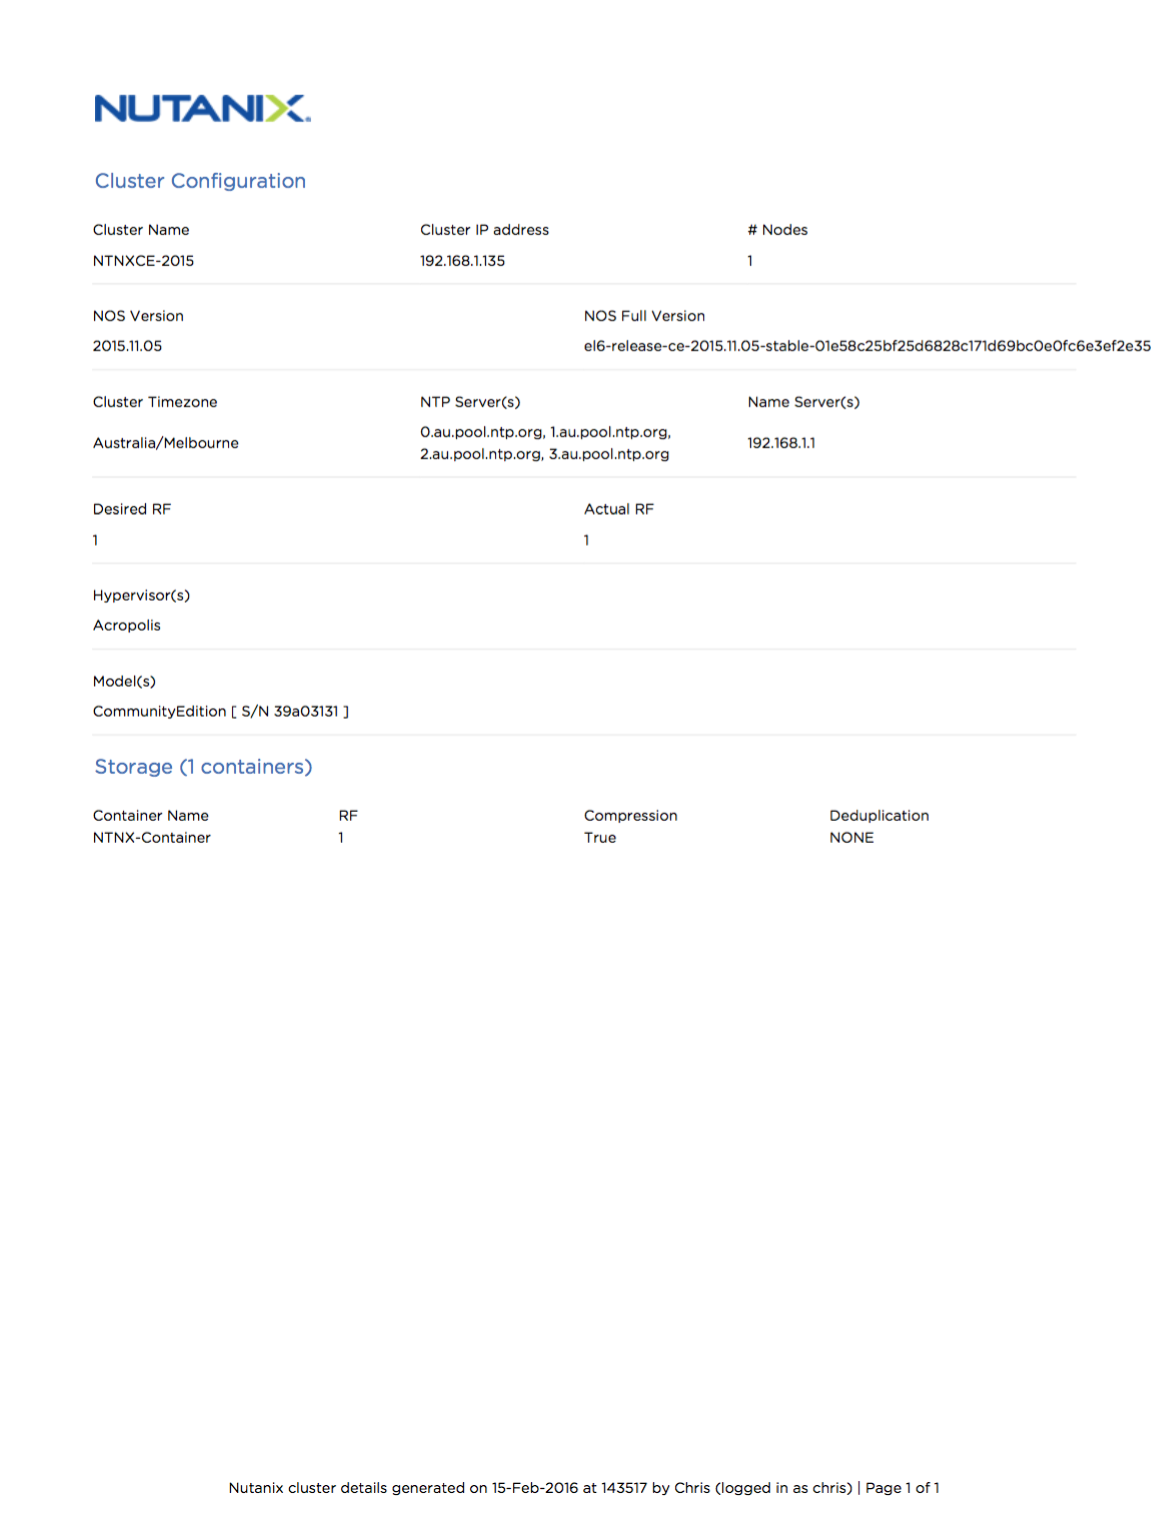 NUTANIX
Cluster Configuration
Cluster Name Cluster IP address # Nodes
NTNXCE-2015 192.168.1.135 1
NOS Version NOS Full Version
2015.11.05 el6-release-ce-2015.11.05-stable-01e58c25bf25d6828c171d69bc0e0fc6e3ef2e35
Cluster Timezone NTP Server(s) Name Server(s)
Australia/Melbourne 0.au.pool.ntp.org, 1.au.pool.ntp.org, 192.168.1.1
2.au.pool.ntp.org, 3.au.pool.ntp.org
Desired RF Actual RF
1 1
Hypervisor(s)
Acropolis
Model(s)
CommunityEdition [ S/N 39a03131 ]
Storage (1 containers)
Container Name RF Compression Deduplication
NTNX-Container 1 True NONE
Nutanix cluster details generated on 15-Feb-2016 at 143517 by Chris (logged in as chris) | Page 1 of 1